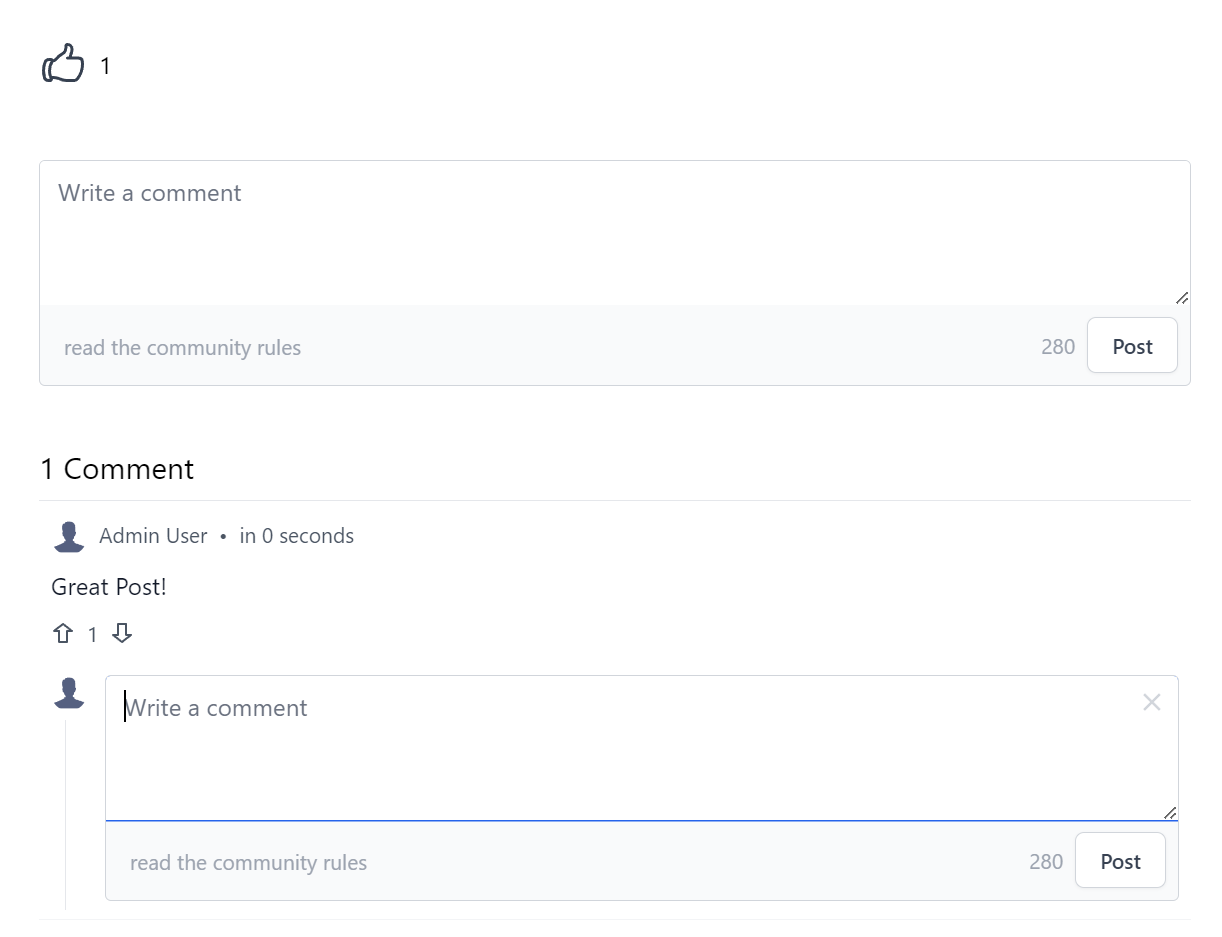 1
Write a comment
read the community rules 280 Post
1 Comment
Admin User • in 0 seconds
Great Post!
1
Write a comment
read the community rules 280 Post